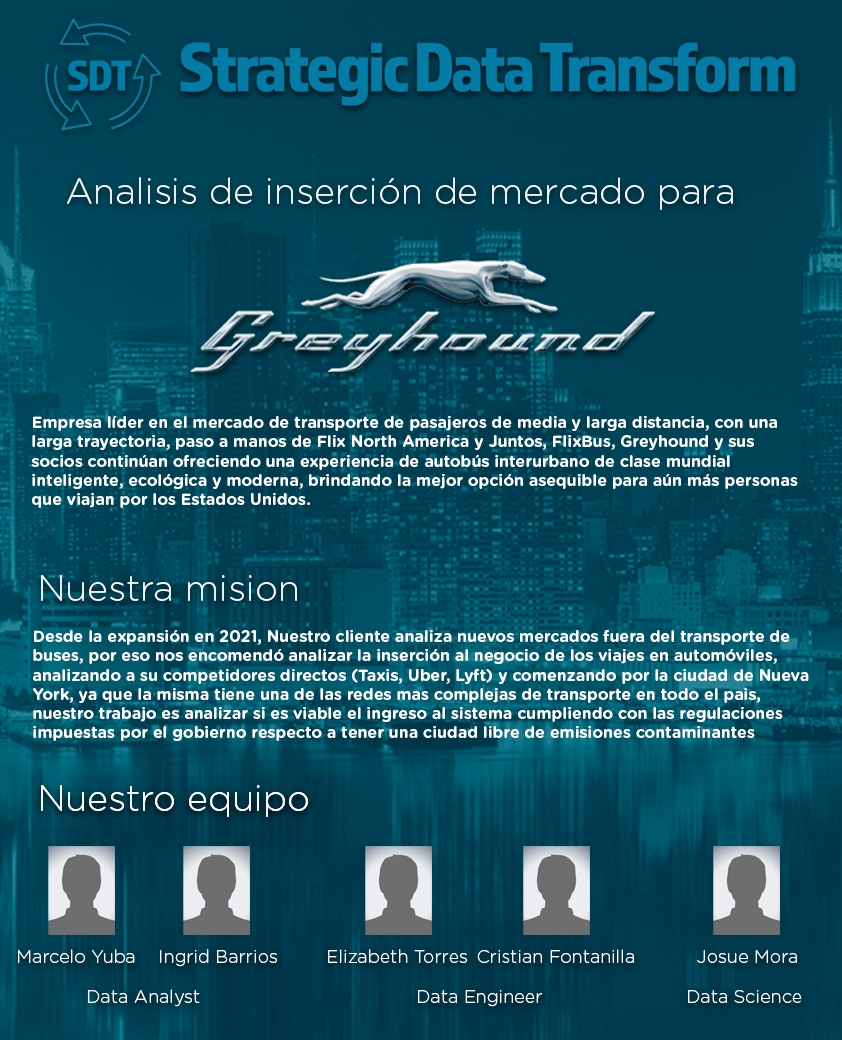 SDT
Strategic Data Transform
Analisis de inserción de mercado para
Greyhound
Empresa líder en el mercado de transporte de pasajeros de media y larga distancia, con una
larga trayectoria, paso a manos de Flix North America y Juntos, FlixBus, Greyhound y sus
socios continúan ofreciendo una experiencia de autobús interurbano de clase mundial
inteligente, ecológica y moderna, brindando la mejor opción asequible para aún más personas
que viajan por los Estados Unidos.
Nuestra mision
Desde la expansión en 2021, Nuestro cliente analiza nuevos mercados fuera del transporte de
buses, por eso nos encomendó analizar la inserción al negocio de los viajes en automóviles,
analizando a su competidores directos (Taxis, Uber, Lyft) y comenzando por la ciudad de Nueva
York, ya que la misma tiene una de las redes mas complejas de transporte en todo el pais,
nuestro trabajo es analizar si es viable el ingreso al sistema cumpliendo con las regulaciones
impuestas por el gobierno respecto a tener una ciudad libre de emisiones contaminantes
Nuestro equipo
Marcelo Yuba Ingrid Barrios Elizabeth Torres Cristian Fontanilla Josue Mora
Data Analyst Data Engineer Data Science